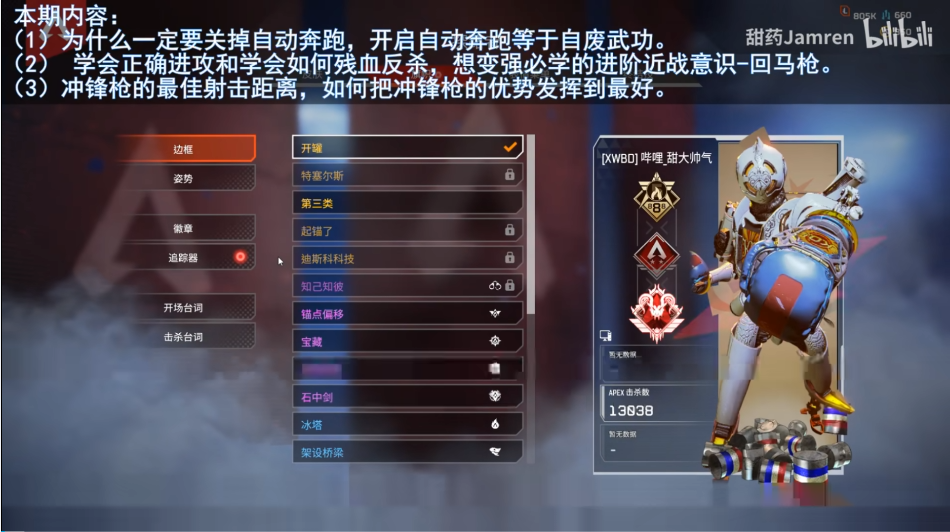 本期内容：
（1）为什么一定要关掉自动奔跑，开启自动奔跑等于自废武功。
（2） 学会正确进攻和学会如何残血反杀，想变强必学的进阶近战意识-回马枪。
（3）冲锋枪的最佳射击距离，如何把冲锋枪的优势发挥到最好。
805K 660
甜药Jamren bilibili
边框
姿势
徽章
追踪器
开场台词
击杀台词
开罐
特塞尔斯
第三类
起锚了
迪斯科科技
知己知彼
锚点偏移
宝藏
石中剑
冰塔
架设桥梁
[XWBD] 哔哩_甜大帅气
暂无数据
-
APEX 击杀数
13038
暂无数据
-